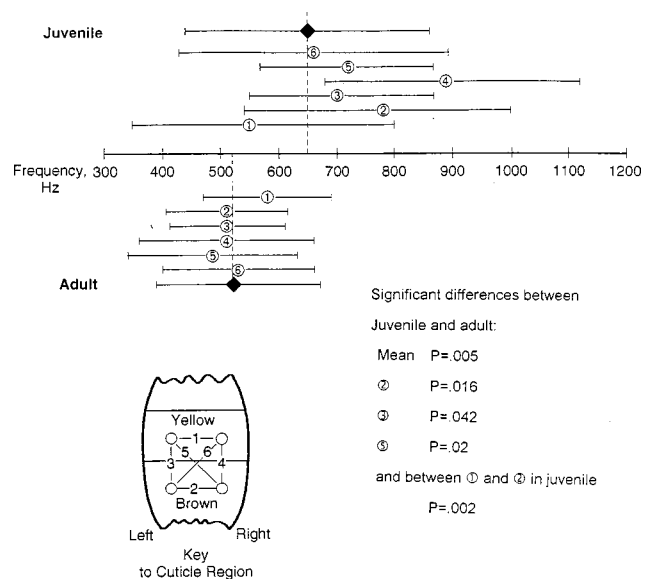 Juvenile
⑥
⑤
④
③
②
①
Frequency, Hz
300 400 500 600 700 800 900 1000 1100 1200
①
②
③
④
⑤
⑥
Adult
Significant differences between
Juvenile and adult:
Mean P=.005
② P=.016
③ P=.042
⑤ P=.02
and between ① and ② in juvenile
P=.002
Yellow
1
5 6
3 4
2
Brown
Left Right
Key
to Cuticle Region